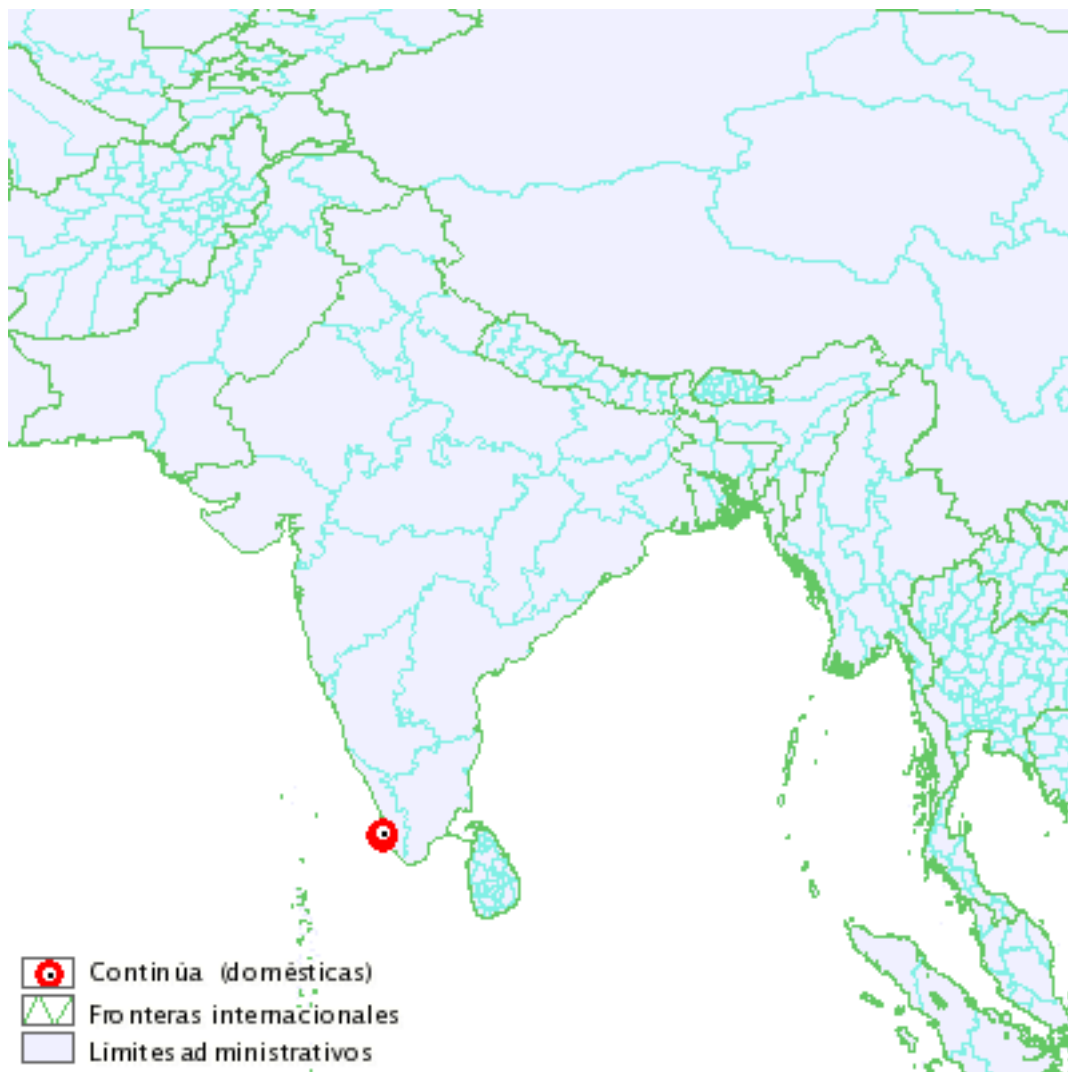 Continúa (domésticas)
Fronteras internacionales
Límites administrativos